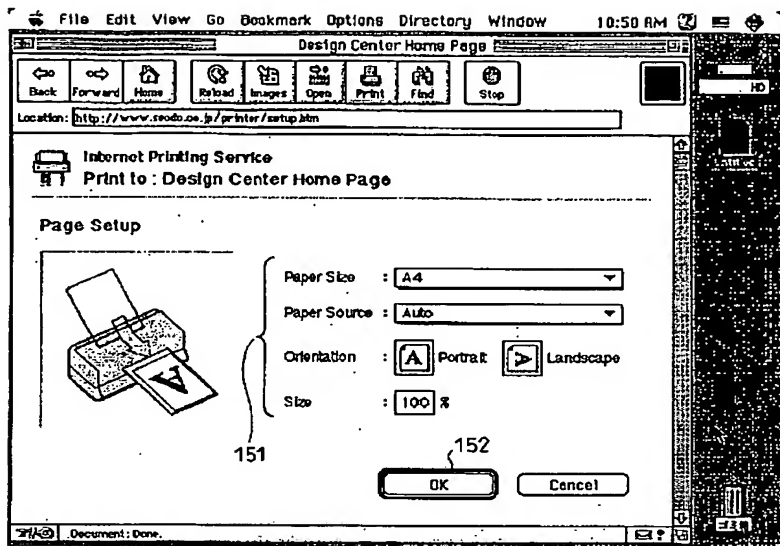 File Edit View Go Bookmark Options Directory Window 10:50 AM
Design Center Home Page
Back Forward Home Reload Images Open Print Find Stop
HD
Location: http://www.seodo.oe.jp/printer/setup.htm
Internet Printing Service
Print to : Design Center Home Page
Page Setup
Paper Size : A4
Paper Source : Auto
Orientation : A Portrait A Landscape
Size : 100 %
A
151
152
OK Cancel
Document: Done.